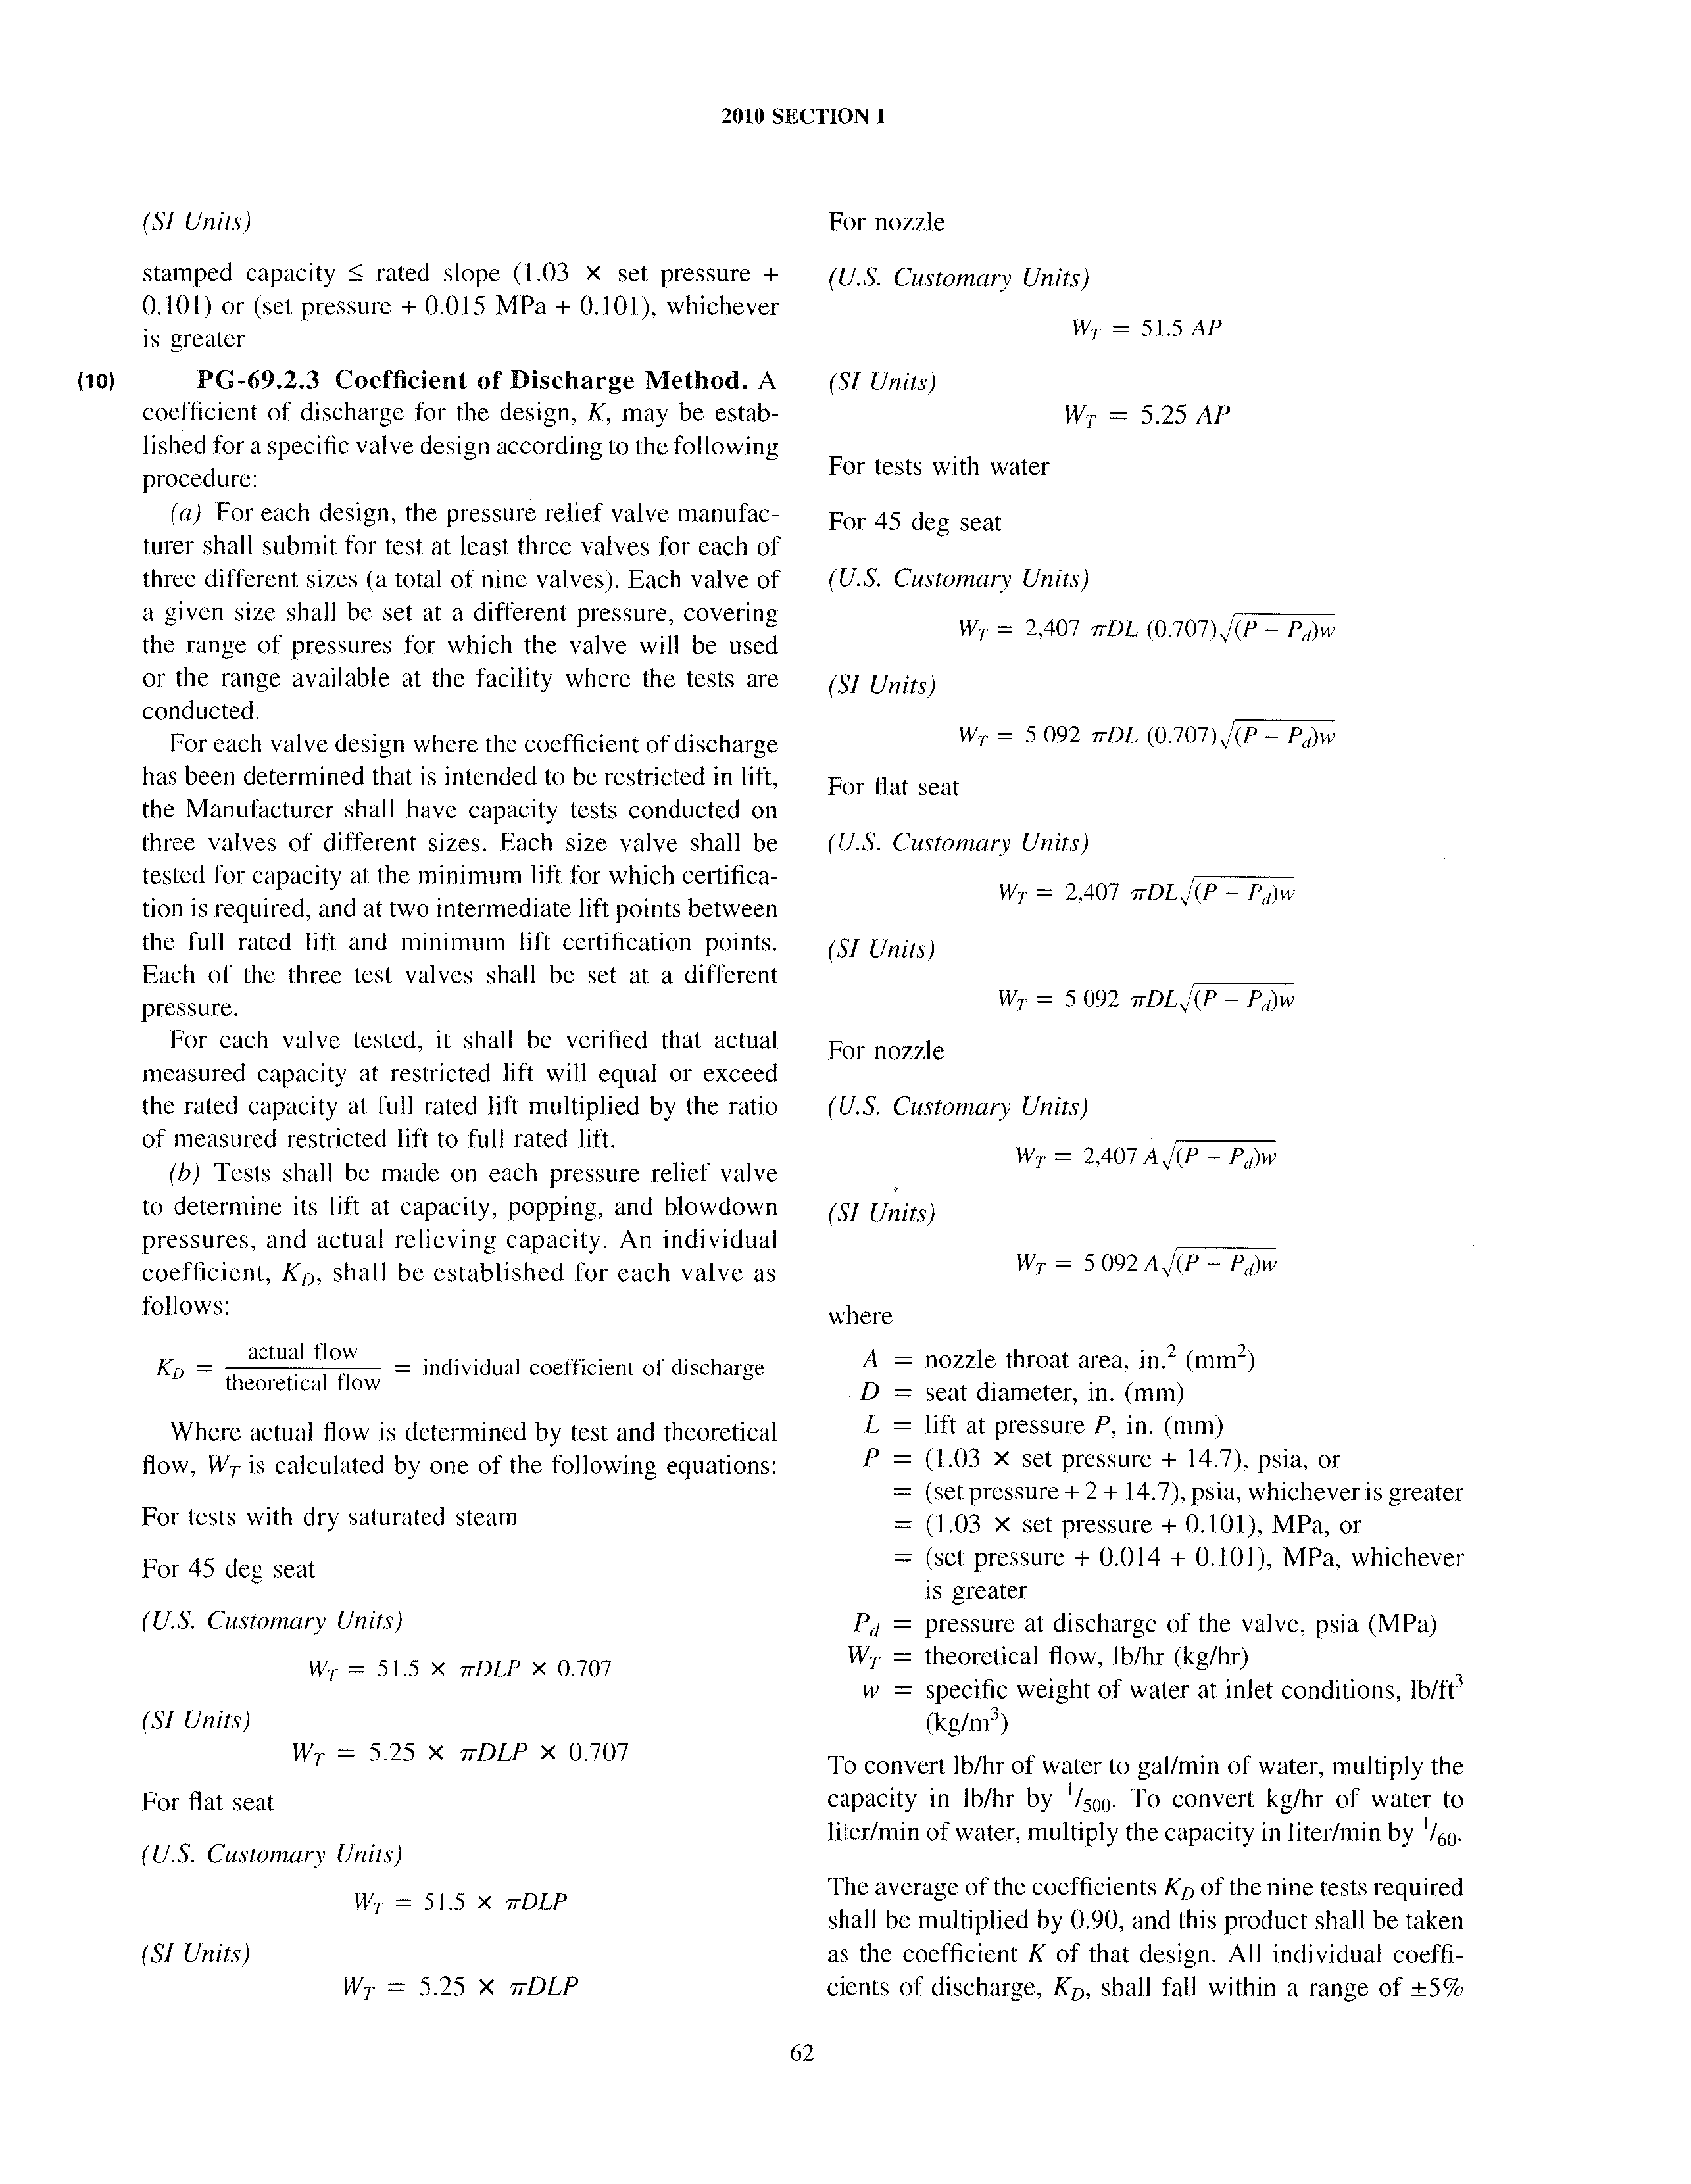 2010 SECTION I
(SI Units)
stamped capacity ≤ rated slope (1.03 × set pressure +
0.101) or (set pressure + 0.015 MPa + 0.101), whichever
is greater
(10) PG-69.2.3 Coefficient of Discharge Method. A
coefficient of discharge for the design, K, may be estab-
lished for a specific valve design according to the following
procedure:
(a) For each design, the pressure relief valve manufac-
turer shall submit for test at least three valves for each of
three different sizes (a total of nine valves). Each valve of
a given size shall be set at a different pressure, covering
the range of pressures for which the valve will be used
or the range available at the facility where the tests are
conducted.
For each valve design where the coefficient of discharge
has been determined that is intended to be restricted in lift,
the Manufacturer shall have capacity tests conducted on
three valves of different sizes. Each size valve shall be
tested for capacity at the minimum lift for which certifica-
tion is required, and at two intermediate lift points between
the full rated lift and minimum lift certification points.
Each of the three test valves shall be set at a different
pressure.
For each valve tested, it shall be verified that actual
measured capacity at restricted lift will equal or exceed
the rated capacity at full rated lift multiplied by the ratio
of measured restricted lift to full rated lift.
(b) Tests shall be made on each pressure relief valve
to determine its lift at capacity, popping, and blowdown
pressures, and actual relieving capacity. An individual
coefficient, K_D, shall be established for each valve as
follows:
K_D = actual flow / theoretical flow = individual coefficient of discharge
Where actual flow is determined by test and theoretical
flow, W_T is calculated by one of the following equations:
For tests with dry saturated steam
For 45 deg seat
(U.S. Customary Units)
W_T = 51.5 × πDLP × 0.707
(SI Units)
W_T = 5.25 × πDLP × 0.707
For flat seat
(U.S. Customary Units)
W_T = 51.5 × πDLP
(SI Units)
W_T = 5.25 × πDLP
For nozzle
(U.S. Customary Units)
W_T = 51.5 AP
(SI Units)
W_T = 5.25 AP
For tests with water
For 45 deg seat
(U.S. Customary Units)
W_T = 2,407 πDL (0.707)√(P − P_d)w
(SI Units)
W_T = 5 092 πDL (0.707)√(P − P_d)w
For flat seat
(U.S. Customary Units)
W_T = 2,407 πDL√(P − P_d)w
(SI Units)
W_T = 5 092 πDL√(P − P_d)w
For nozzle
(U.S. Customary Units)
W_T = 2,407 A√(P − P_d)w
(SI Units)
W_T = 5 092 A√(P − P_d)w
where
A = nozzle throat area, in.² (mm²)
D = seat diameter, in. (mm)
L = lift at pressure P, in. (mm)
P = (1.03 × set pressure + 14.7), psia, or
= (set pressure + 2 + 14.7), psia, whichever is greater
= (1.03 × set pressure + 0.101), MPa, or
= (set pressure + 0.014 + 0.101), MPa, whichever
is greater
P_d = pressure at discharge of the valve, psia (MPa)
W_T = theoretical flow, lb/hr (kg/hr)
w = specific weight of water at inlet conditions, lb/ft³
(kg/m³)
To convert lb/hr of water to gal/min of water, multiply the
capacity in lb/hr by 1/500. To convert kg/hr of water to
liter/min of water, multiply the capacity in liter/min by 1/60.
The average of the coefficients K_D of the nine tests required
shall be multiplied by 0.90, and this product shall be taken
as the coefficient K of that design. All individual coeffi-
cients of discharge, K_D, shall fall within a range of ±5%
62